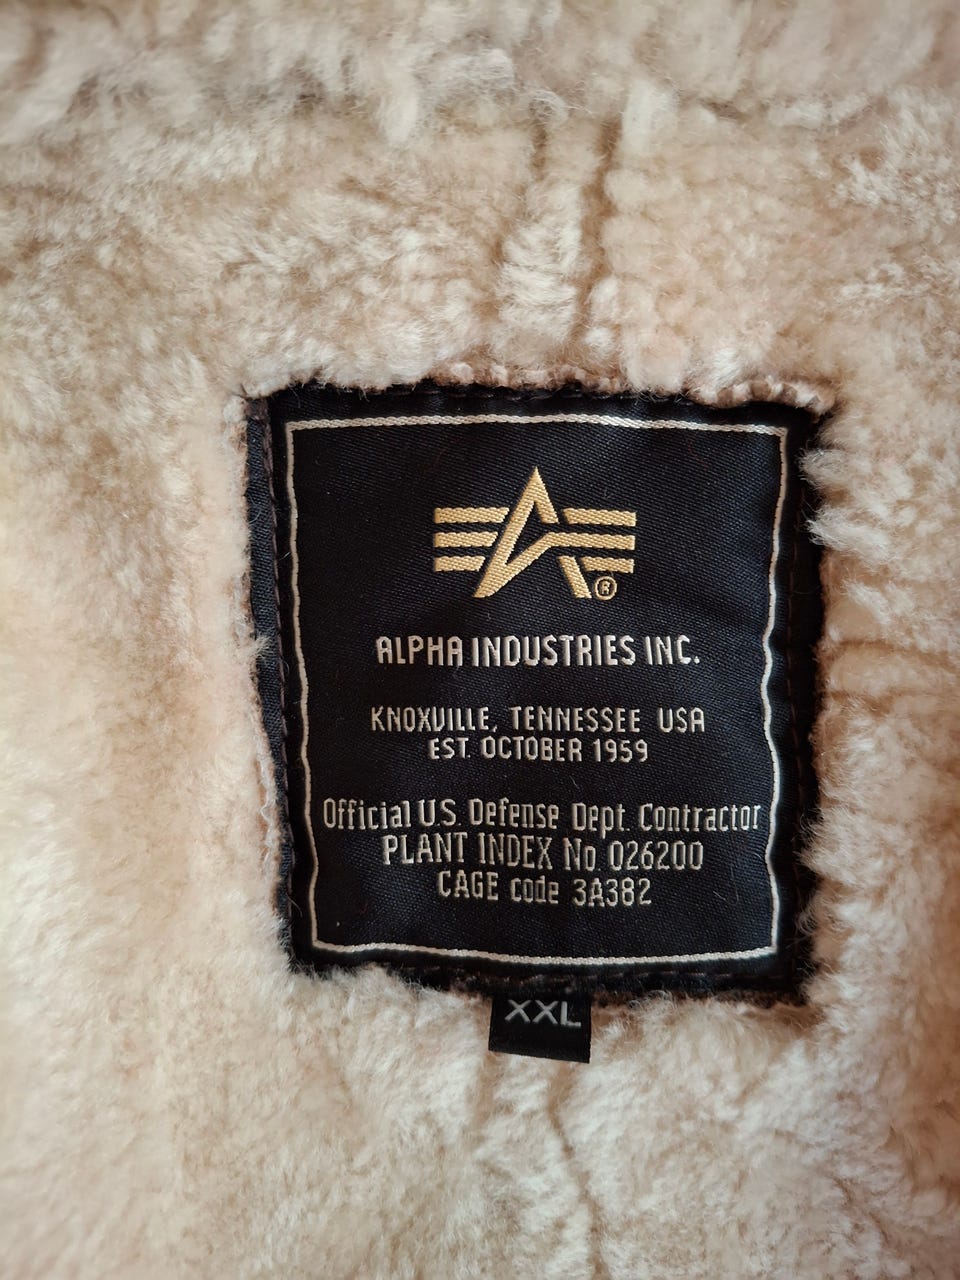 ®
ALPHA INDUSTRIES INC.
KNOXVILLE, TENNESSEE USA
EST. OCTOBER 1959
Official U.S. Defense Dept. Contractor
PLANT INDEX No 026200
CAGE code 3A382
XXL